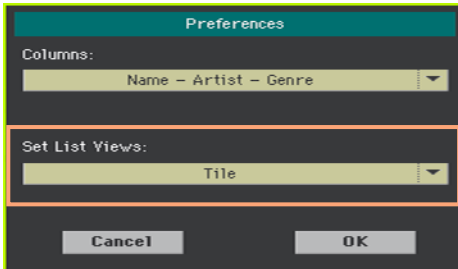 Preferences
Columns:
Name - Artist - Genre
Set List Views:
Tile
Cancel OK